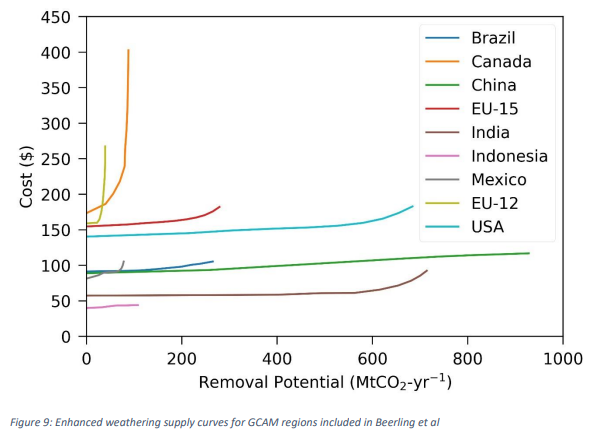 450
400
350
300
250
200
150
100
50
0
Cost ($)
0 200 400 600 800 1000
Removal Potential (MtCO₂-yr⁻¹)
Brazil
Canada
China
EU-15
India
Indonesia
Mexico
EU-12
USA
Figure 9: Enhanced weathering supply curves for GCAM regions included in Beerling et al